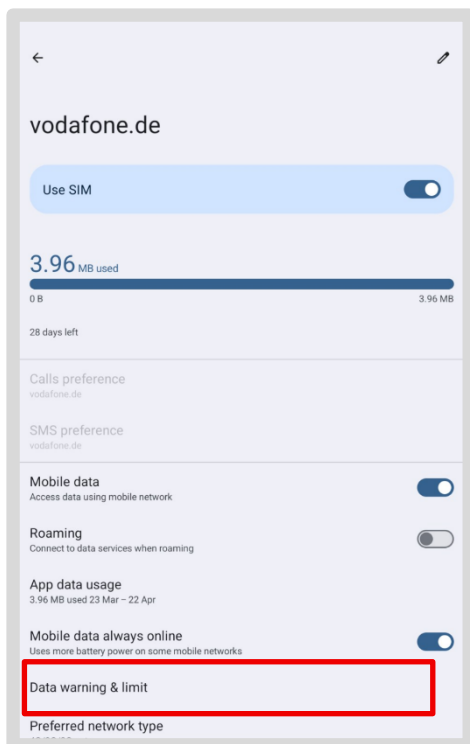 vodafone.de
Use SIM
3.96 MB used
0 B 3.96 MB
28 days left
Calls preference
vodafone.de
SMS preference
vodafone.de
Mobile data
Access data using mobile network
Roaming
Connect to data services when roaming
App data usage
3.96 MB used 23 Mar – 22 Apr
Mobile data always online
Uses more battery power on some mobile networks
Data warning & limit
Preferred network type